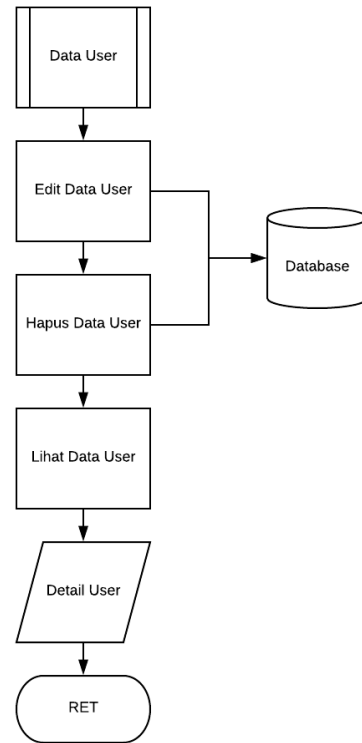 Data User
Edit Data User
Database
Hapus Data User
Lihat Data User
Detail User
RET